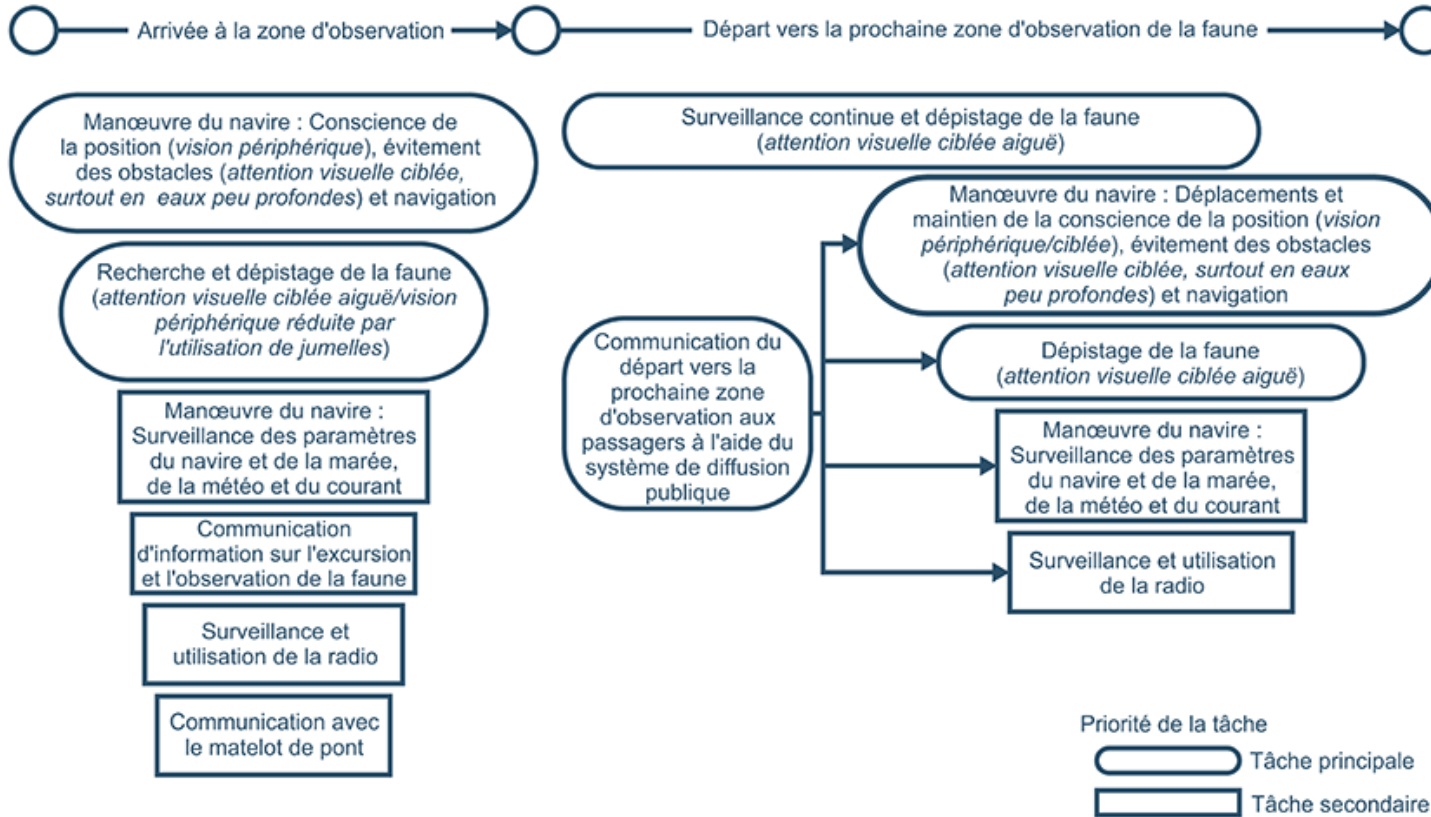 Arrivée à la zone d'observation
Départ vers la prochaine zone d'observation de la faune
Manœuvre du navire : Conscience de
la position (vision périphérique), évitement
des obstacles (attention visuelle ciblée,
surtout en eaux peu profondes) et navigation
Recherche et dépistage de la faune
(attention visuelle ciblée aiguë/vision
périphérique réduite par
l'utilisation de jumelles)
Manœuvre du navire :
Surveillance des paramètres
du navire et de la marée,
de la météo et du courant
Communication
d'information sur l'excursion
et l'observation de la faune
Surveillance et
utilisation de la radio
Communication avec
le matelot de pont
Surveillance continue et dépistage de la faune
(attention visuelle ciblée aiguë)
Communication du
départ vers la
prochaine zone
d'observation aux
passagers à l'aide du
système de diffusion
publique
Manœuvre du navire : Déplacements et
maintien de la conscience de la position (vision
périphérique/ciblée), évitement des obstacles
(attention visuelle ciblée, surtout en eaux
peu profondes) et navigation
Dépistage de la faune
(attention visuelle ciblée aiguë)
Manœuvre du navire :
Surveillance des paramètres
du navire et de la marée,
de la météo et du courant
Surveillance et utilisation
de la radio
Priorité de la tâche
Tâche principale
Tâche secondaire